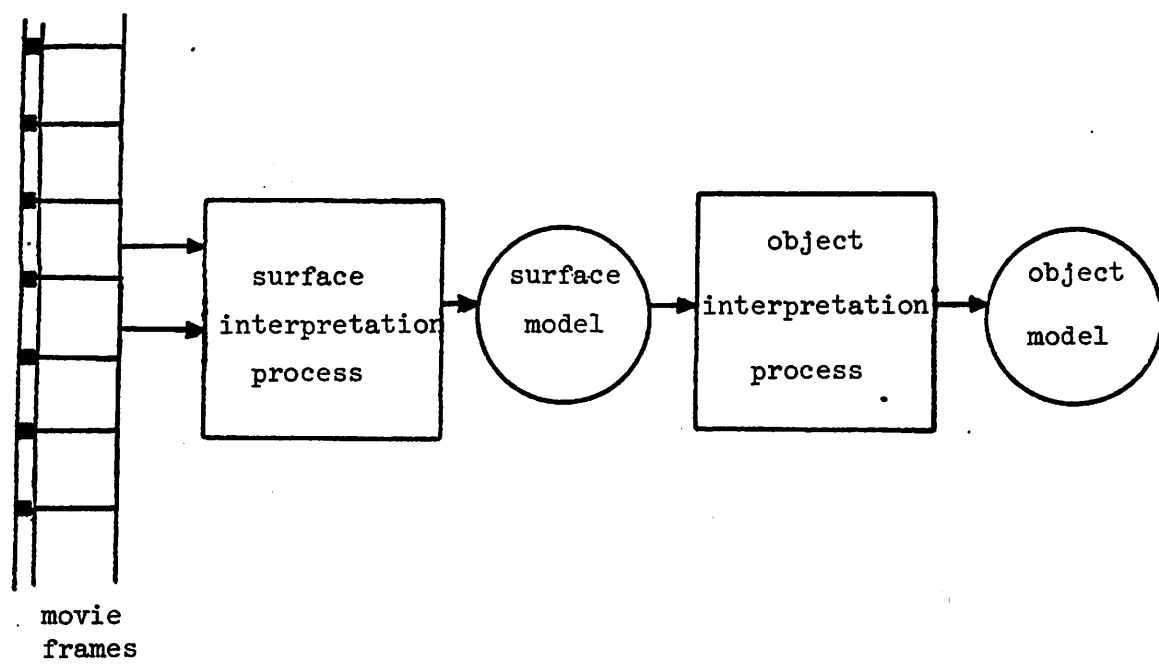 surface
interpretation
process
surface
model
object
interpretation
process
object
model
movie
frames